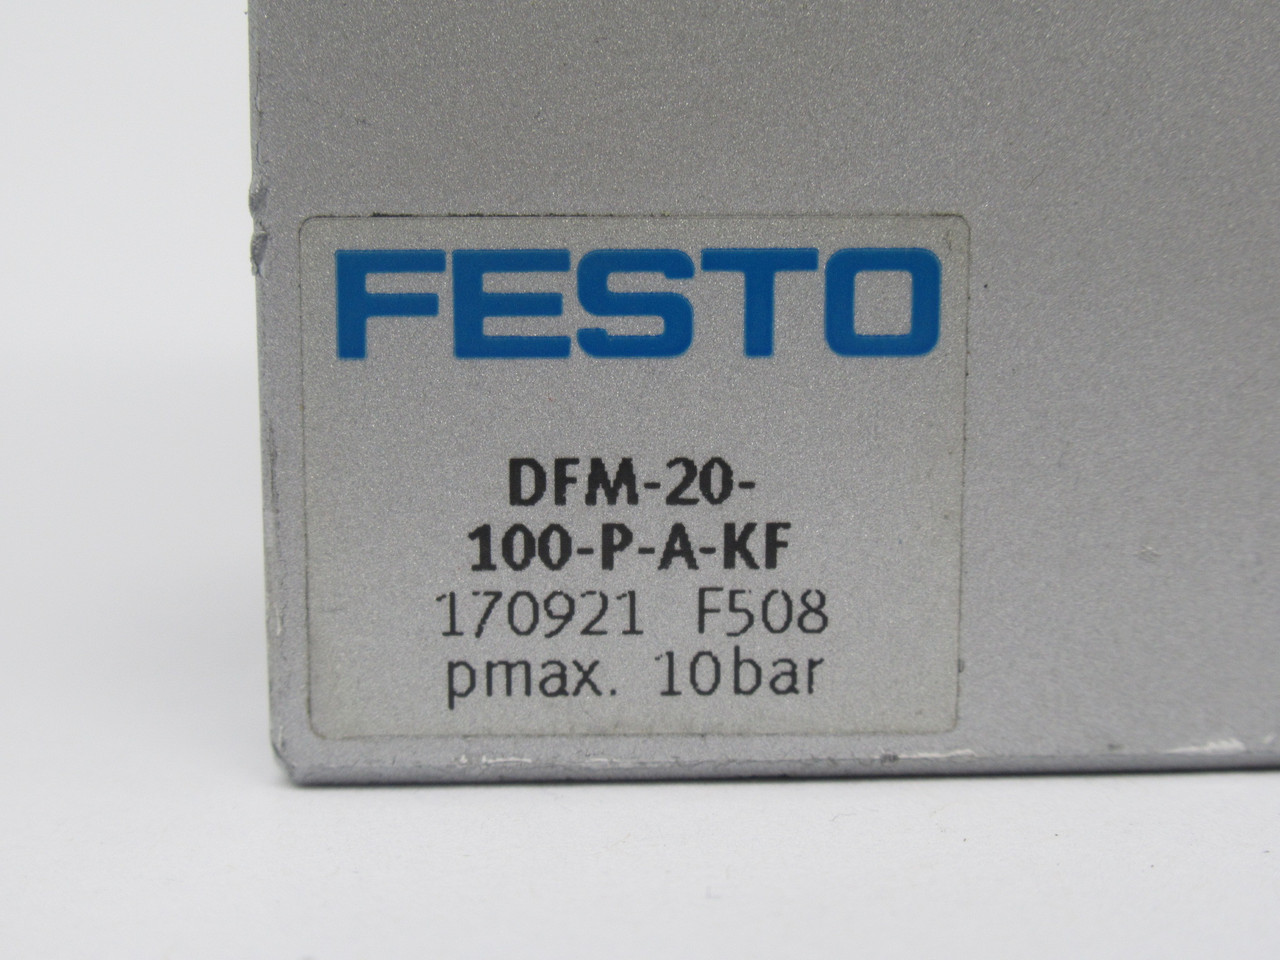 FESTO
DFM-20-
100-P-A-KF
170921 F508
pmax. 10bar